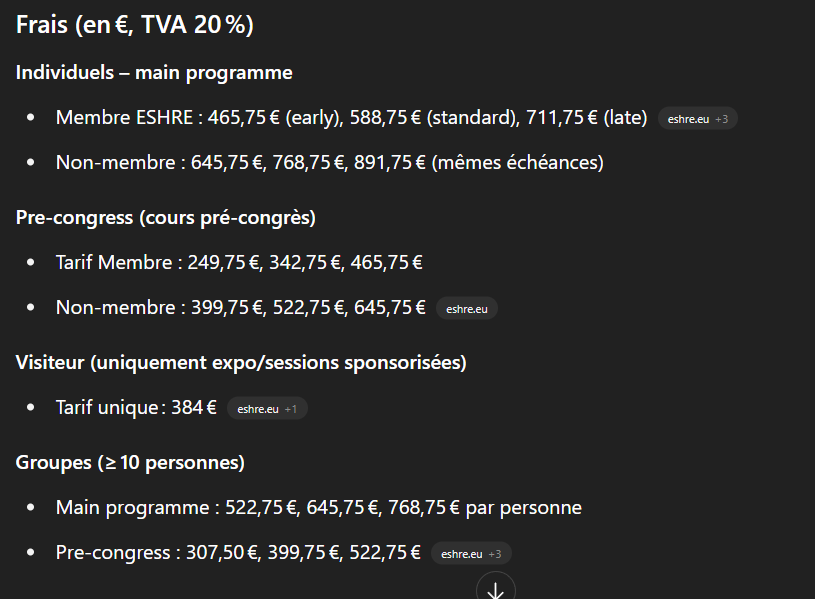 Frais (en €, TVA 20 %)
Individuels – main programme
• Membre ESHRE : 465,75 € (early), 588,75 € (standard), 711,75 € (late) eshre.eu +3
• Non-membre : 645,75 €, 768,75 €, 891,75 € (mêmes échéances)
Pre-congress (cours pré-congrès)
• Tarif Membre : 249,75 €, 342,75 €, 465,75 €
• Non-membre : 399,75 €, 522,75 €, 645,75 € eshre.eu
Visiteur (uniquement expo/sessions sponsorisées)
• Tarif unique : 384 € eshre.eu +1
Groupes (≥ 10 personnes)
• Main programme : 522,75 €, 645,75 €, 768,75 € par personne
• Pre-congress : 307,50 €, 399,75 €, 522,75 € eshre.eu +3